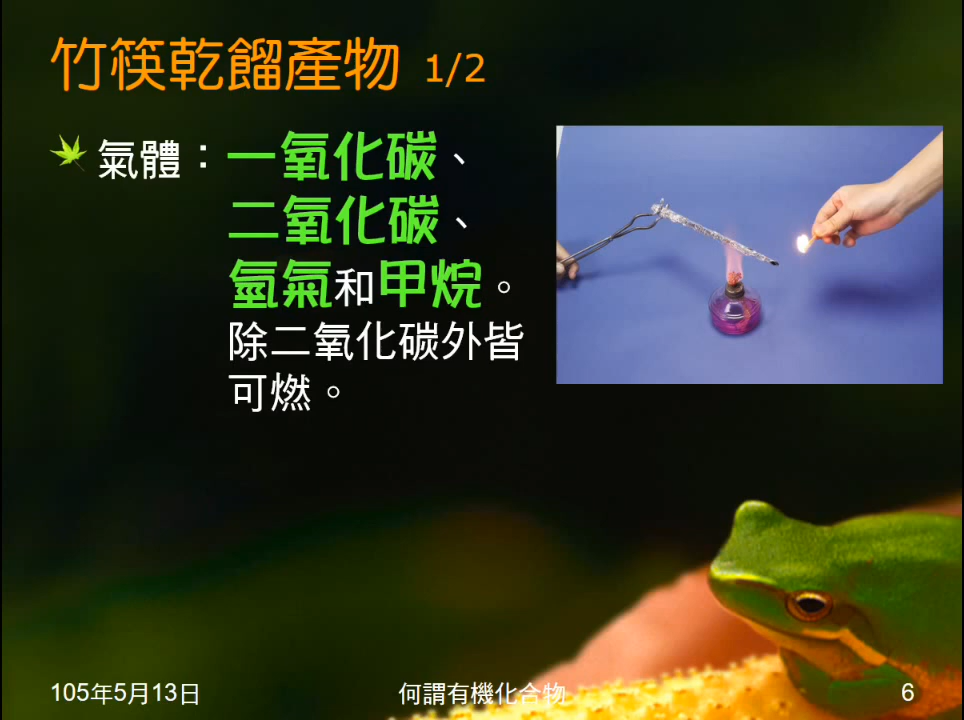 竹筷乾餾產物 1/2
氣體：一氧化碳、
二氧化碳、
氫氣和甲烷。
除二氧化碳外皆
可燃。
105年5月13日
何謂有機化合物
6